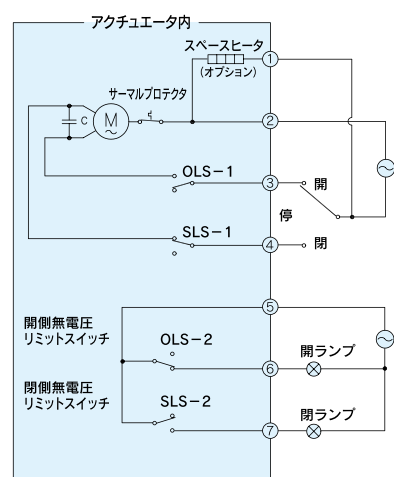 アクチュエータ内
スペースヒータ
(オプション)
①
サーマルプロテクタ
C
M
②
OLS-1
③
開
停
SLS-1
④
閉
⑤
開側無電圧
リミットスイッチ
OLS-2
開ランプ
⑥
閉側無電圧
リミットスイッチ
SLS-2
閉ランプ
⑦